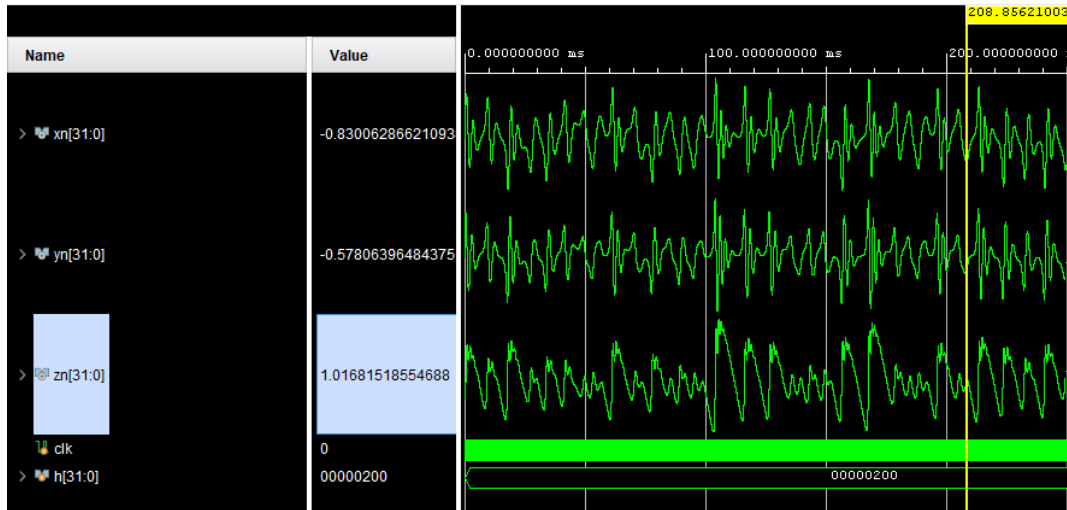 208.85621003
Name Value 0.000000000 ms 100.000000000 ms 200.000000000
xn[31:0] -0.8300628662109
yn[31:0] -0.57806396484375
zn[31:0] 1.01681518554688
clk 0
h[31:0] 00000200 00000200